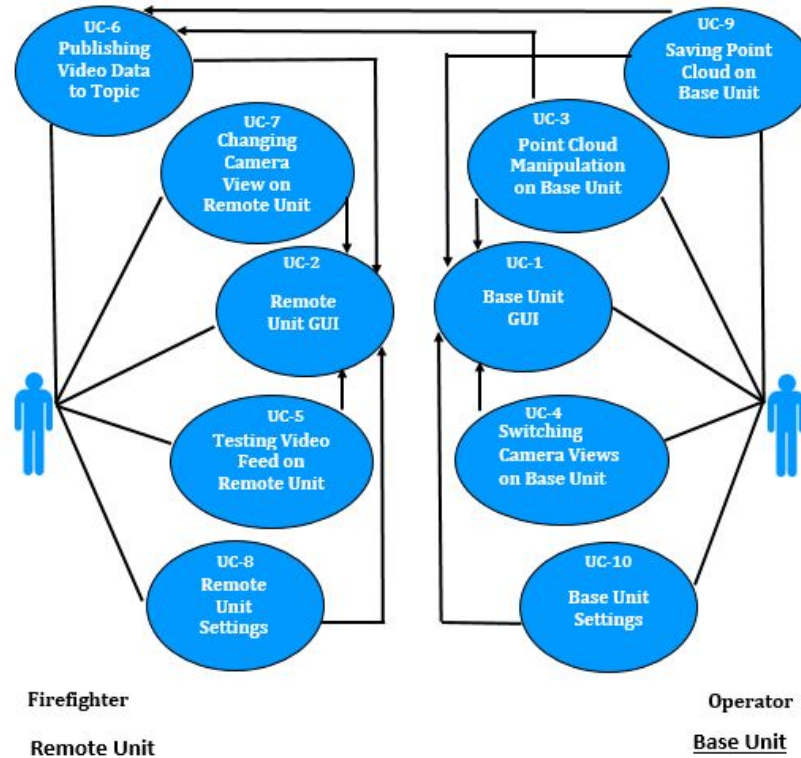 UC-6
Publishing
Video Data
to Topic
UC-9
Saving Point
Cloud on
Base Unit
UC-7
Changing
Camera
View on
Remote Unit
UC-3
Point Cloud
Manipulation
on Base Unit
UC-2
Remote
Unit GUI
UC-1
Base Unit
GUI
UC-5
Testing Video
Feed on
Remote Unit
UC-4
Switching
Camera Views
on Base Unit
UC-8
Remote
Unit
Settings
UC-10
Base Unit
Settings
Firefighter
Operator
Remote Unit
Base Unit